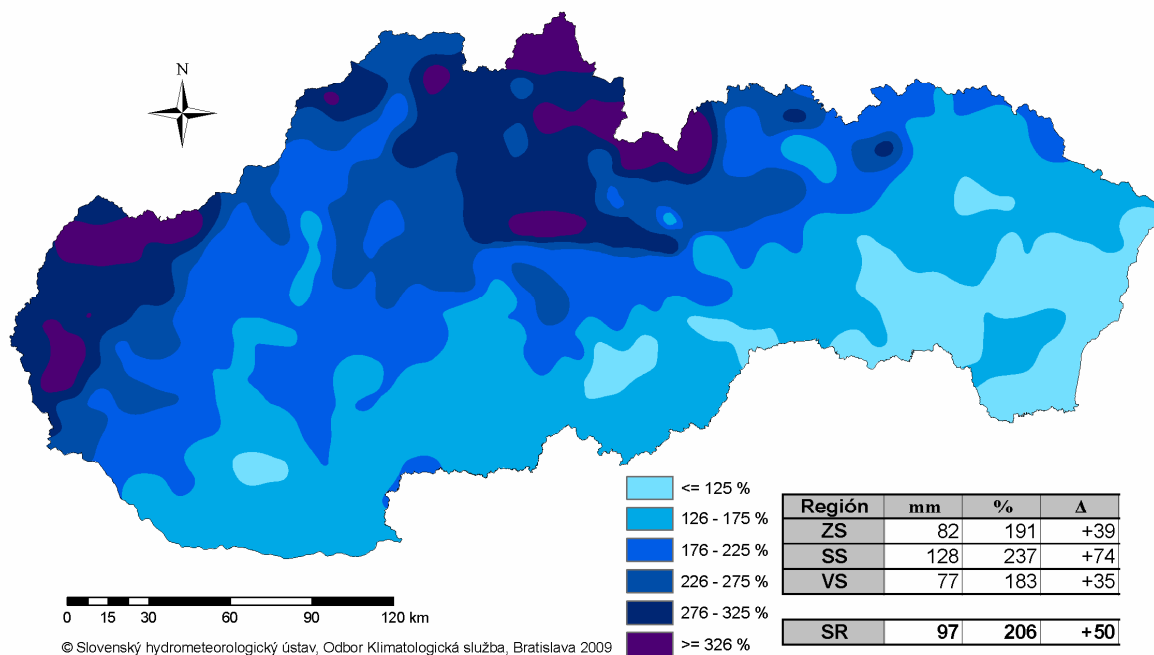 N
<= 125 %
126 - 175 %
176 - 225 %
226 - 275 %
276 - 325 %
>= 326 %
Región mm % Δ
ZS 82 191 +39
SS 128 237 +74
VS 77 183 +35
SR 97 206 +50
0 15 30 60 90 120 km
© Slovenský hydrometeorologický ústav, Odbor Klimatologická služba, Bratislava 2009